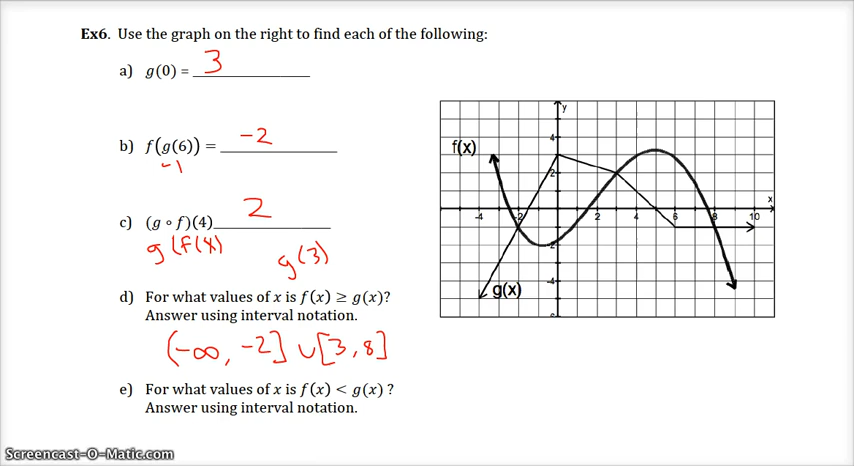 Ex6. Use the graph on the right to find each of the following:
a) g(0) = 3
b) f(g(6)) = -2
-1
c) (g ∘ f)(4) 2
g(f(4)
g(3)
d) For what values of x is f(x) ≥ g(x)?
Answer using interval notation.
(-∞, -2] ∪ [3, 8]
e) For what values of x is f(x) < g(x) ?
Answer using interval notation.
y
4
f(x)
2
x
-4 -2 2 4 6 8 10
-2
-4
g(x)
Screencast-O-Matic.com